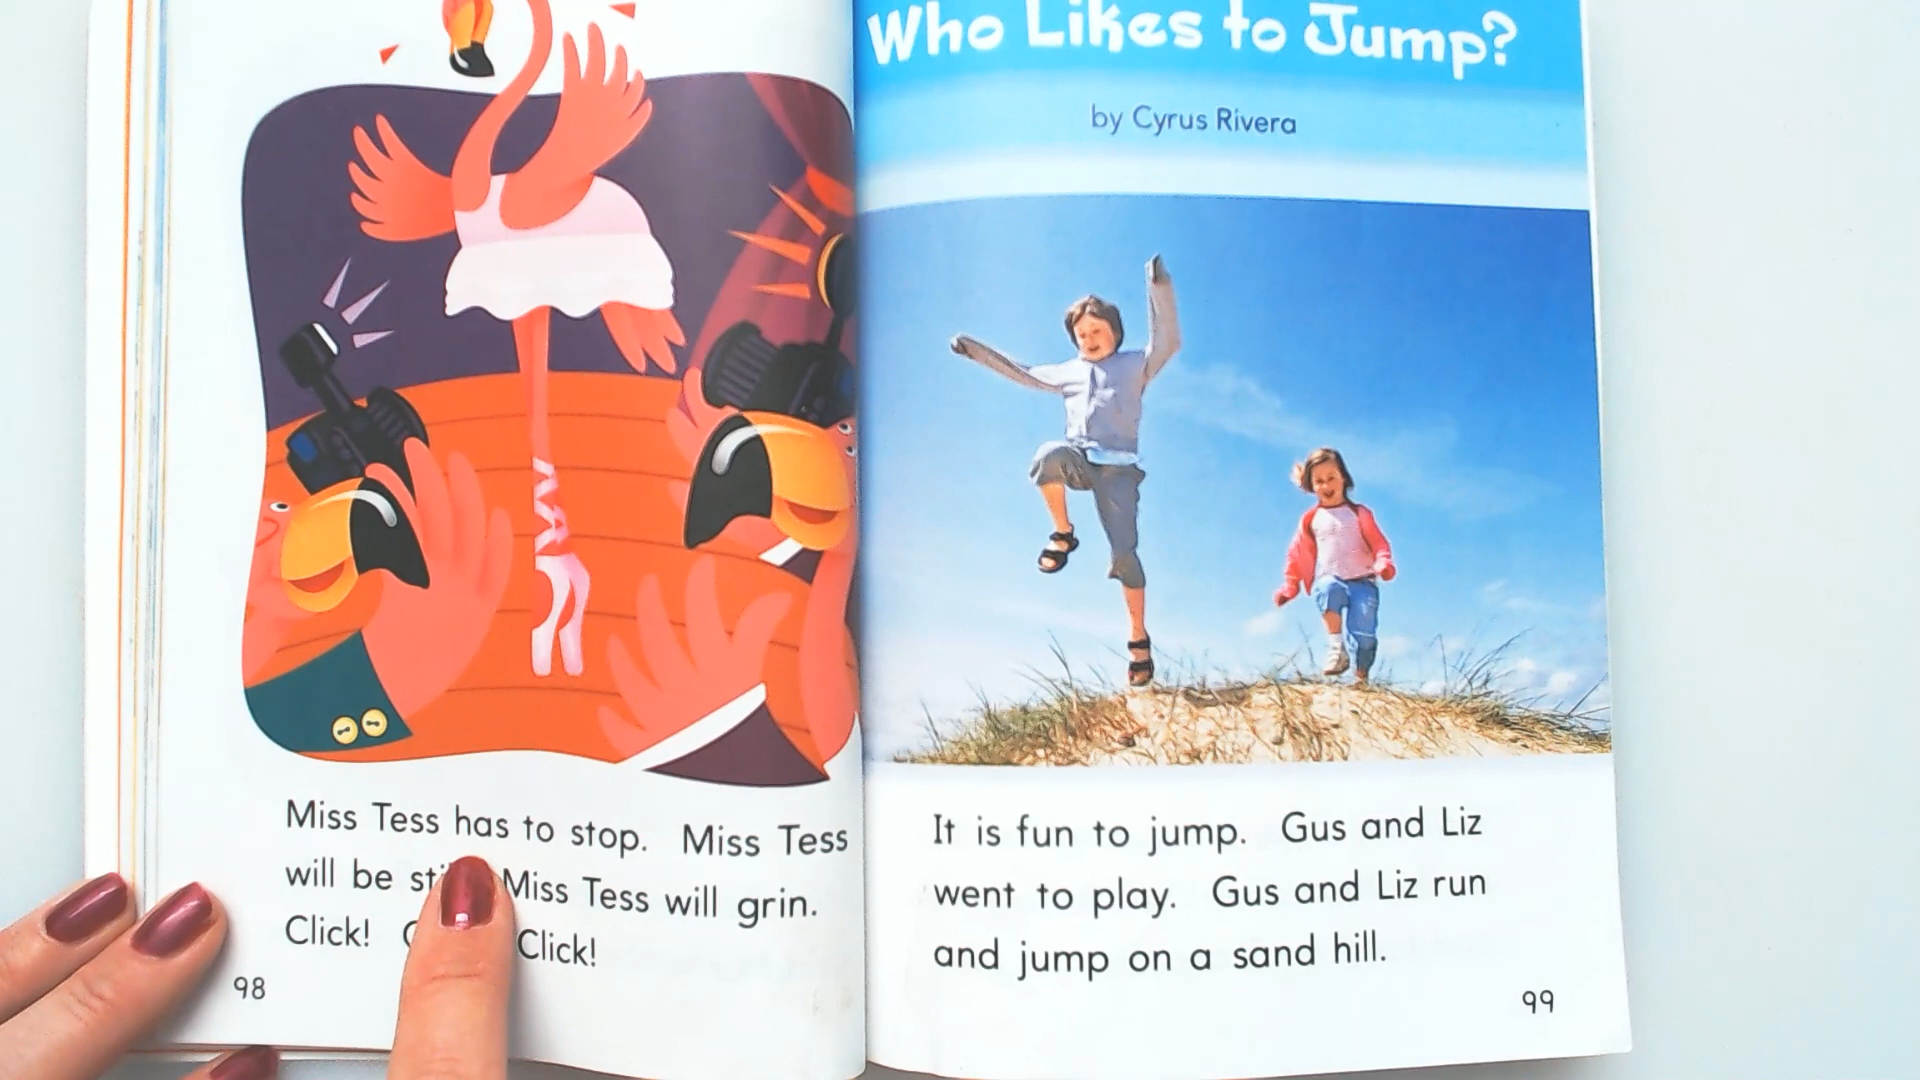 Miss Tess has to stop. Miss Tess
will be Miss Tess will grin.
Click! Click!
98
Who Likes to Jump?
by Cyrus Rivera
It is fun to jump. Gus and Liz
went to play. Gus and Liz run
and jump on a sand hill.
99